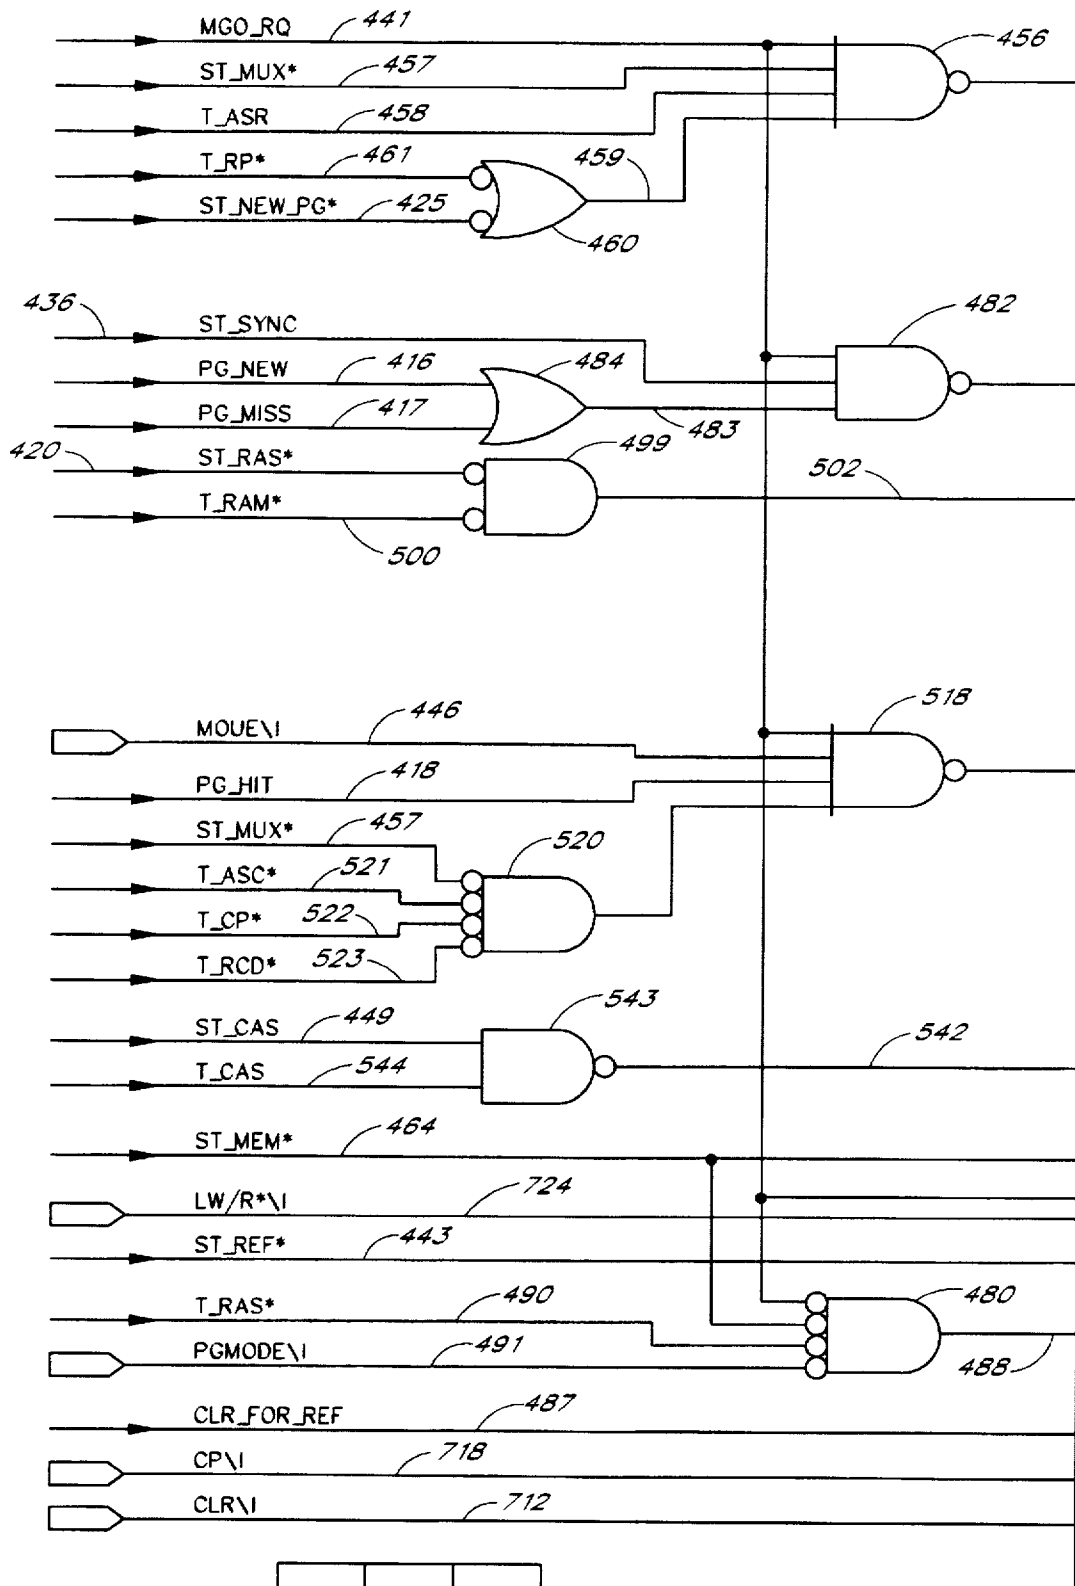 MGO_RQ 441
456
ST_MUX* 457
T_ASR 458
T_RP* 461
459
ST_NEW_PG* 425
460
436
ST_SYNC
482
PG_NEW 416
484
PG_MISS 417
483
499
420
ST_RAS*
502
T_RAM*
500
518
MOUE\I 446
PG_HIT 418
ST_MUX* 457
520
T_ASC* 521
T_CP* 522
T_RCD* 523
543
ST_CAS 449
542
T_CAS 544
ST_MEM* 464
LW/R*\I 724
ST_REF* 443
T_RAS* 490
480
PGMODE\I 491
488
CLR_FOR_REF 487
CP\I 718
CLR\I 712